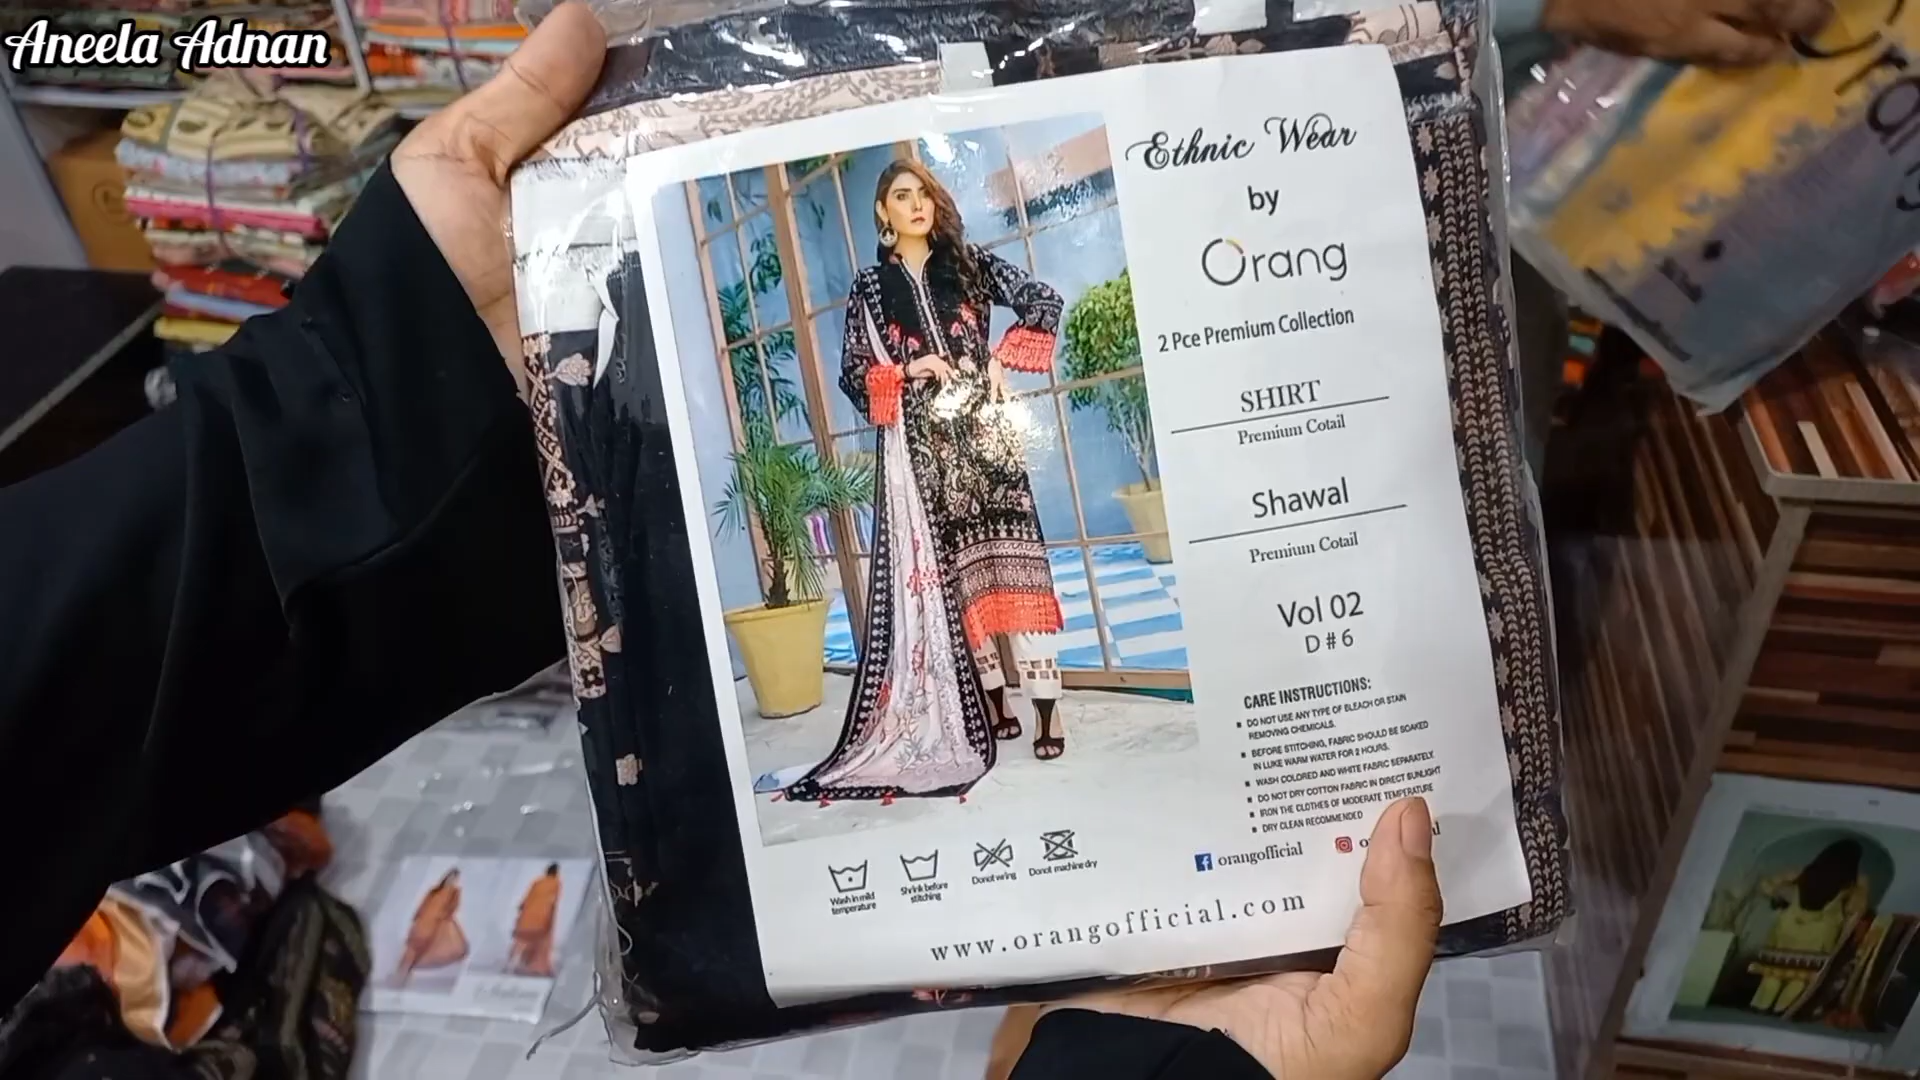 Aneela Adnan
Ethnic Wear
by
Orang
2 Pce Premium Collection
SHIRT
Premium Cotail
Shawal
Premium Cotail
Vol 02
D # 6
CARE INSTRUCTIONS:
DO NOT USE ANY TYPE OF BLEACH OR STAIN
REMOVING CHEMICALS.
BEFORE STITCHING, FABRIC SHOULD BE SOAKED
IN LUKE WARM WATER FOR 2 HOURS.
WASH COLORED AND WHITE FABRIC SEPARATELY.
DO NOT DRY COTTON FABRIC IN DIRECT SUNLIGHT
IRON THE CLOTHES OF MODERATE TEMPERATURE
DRY CLEAN RECOMMENDED
orangofficial
Wash in mild
temperature
Shrink before
stitching
Do not wring
Do not machine dry
www.orangofficial.com